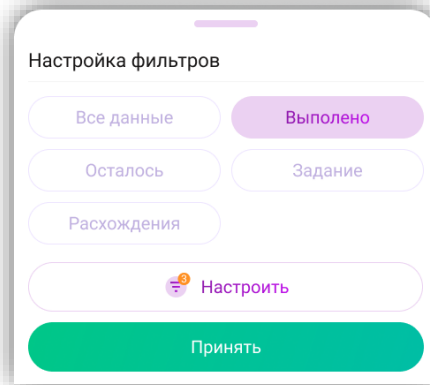 Настройка фильтров
Все данные
Выполено
Осталось
Задание
Расхождения
3
Настроить
Принять